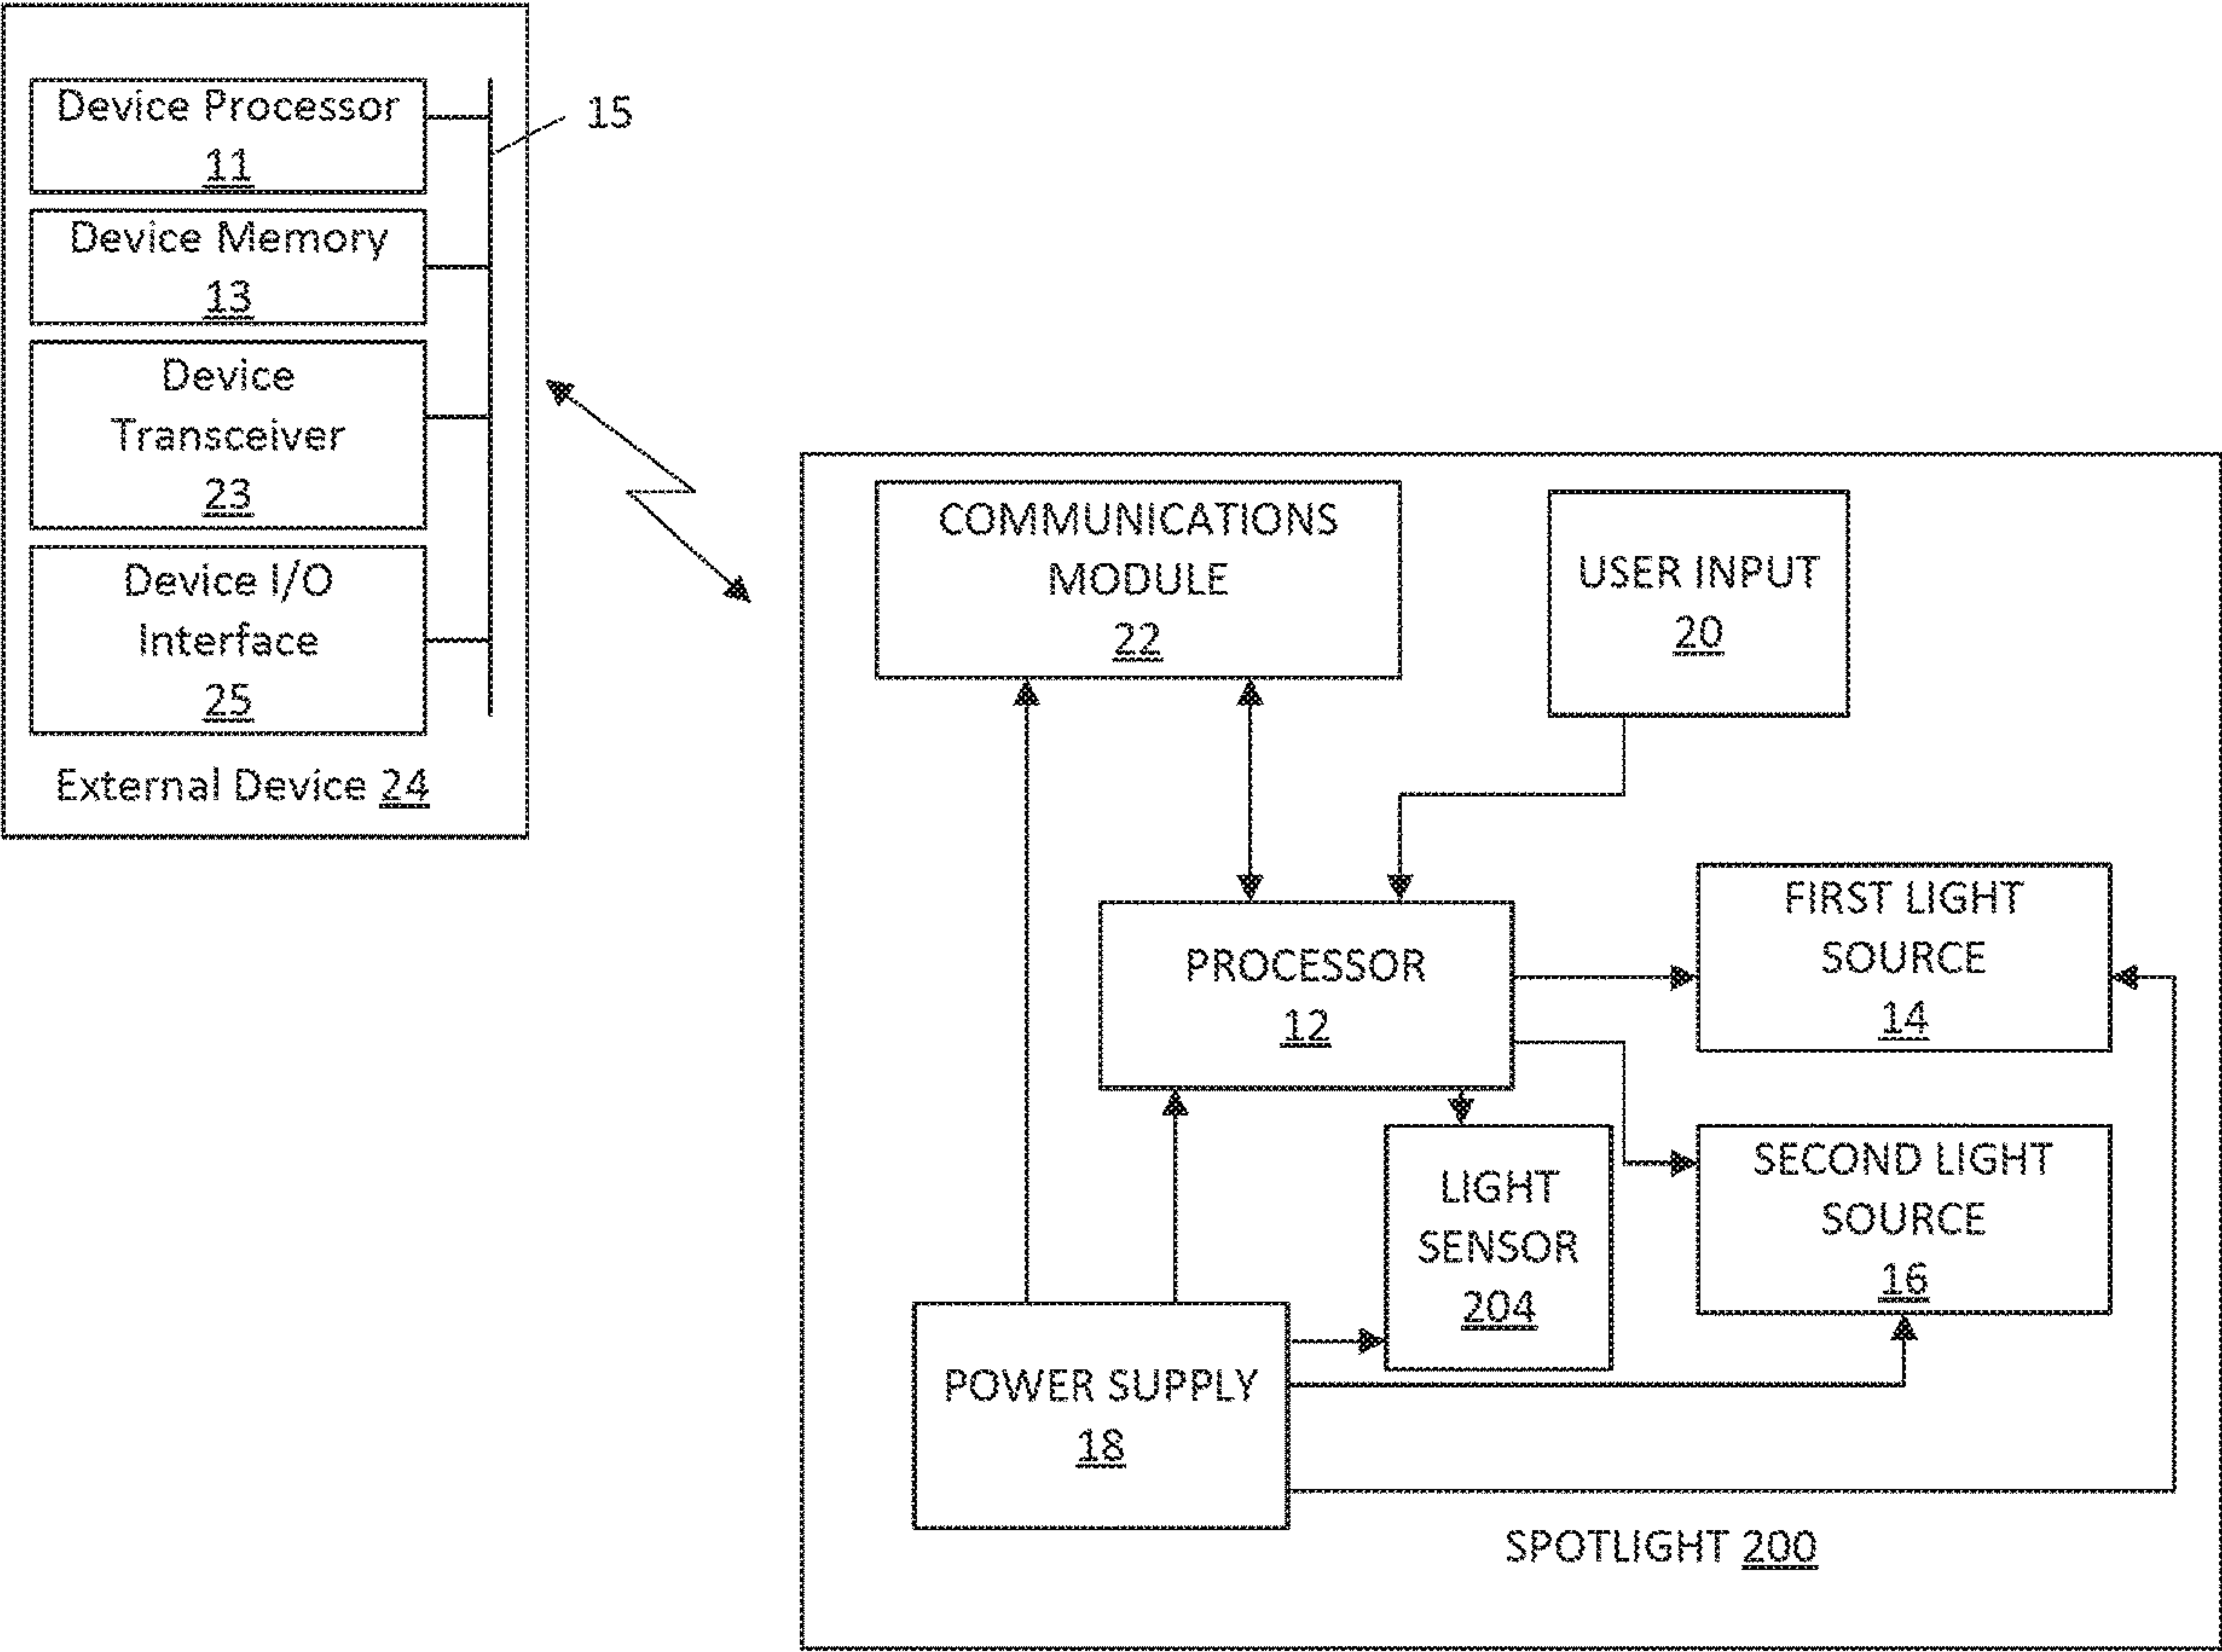 Device Processor
11
15
Device Memory
13
Device
Transceiver
23
Device I/O
Interface
25
External Device 24
COMMUNICATIONS
MODULE
22
USER INPUT
20
PROCESSOR
12
FIRST LIGHT
SOURCE
14
LIGHT
SENSOR
204
SECOND LIGHT
SOURCE
16
POWER SUPPLY
18
SPOTLIGHT 200